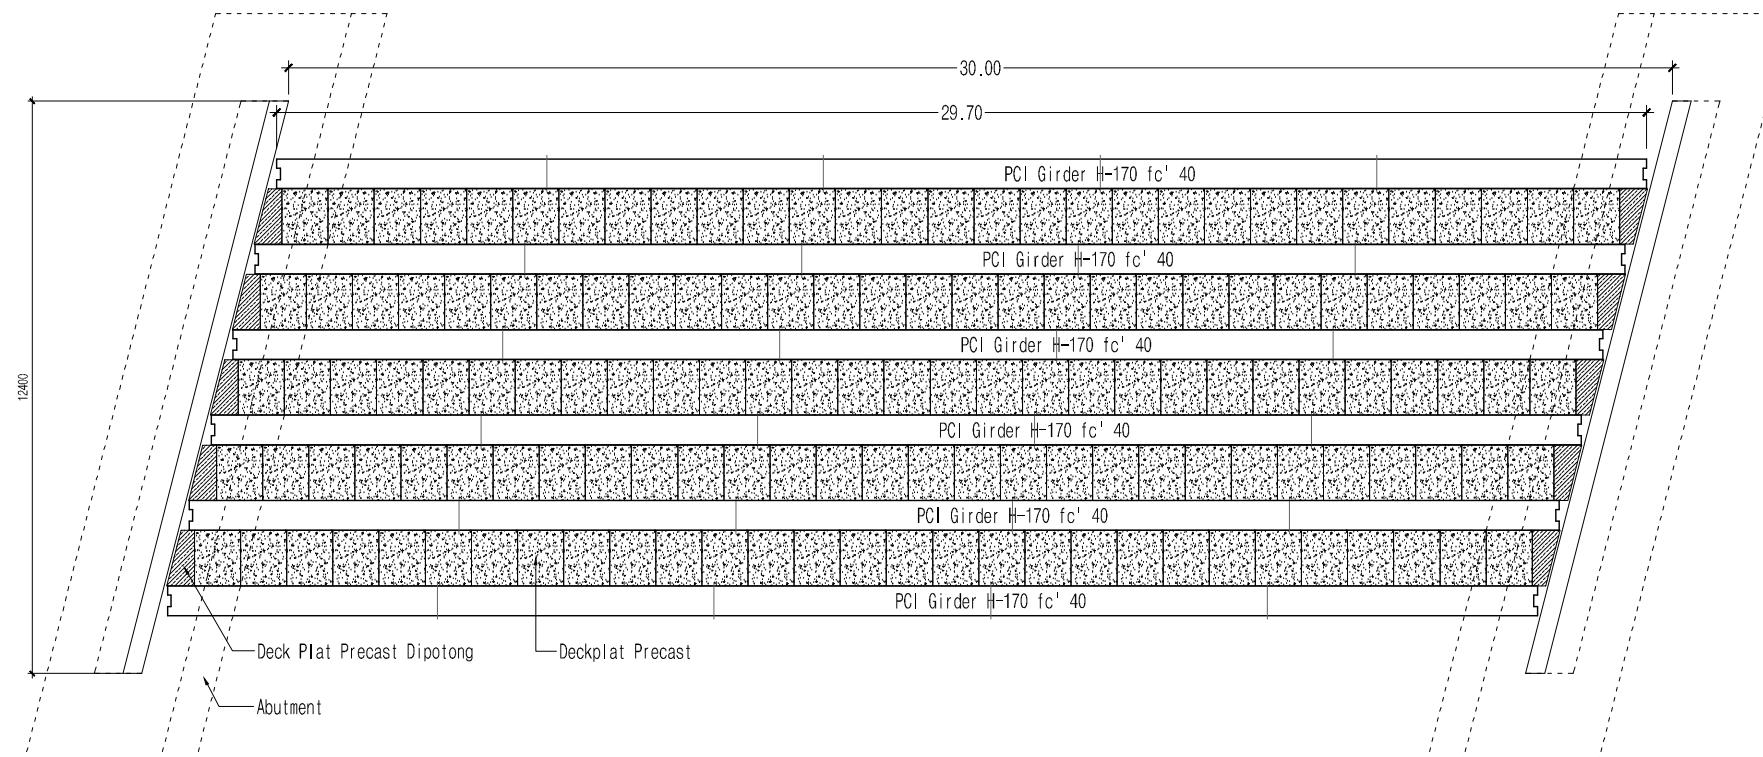 30.00
29.70
PCI Girder H-170 fc' 40
PCI Girder H-170 fc' 40
PCI Girder H-170 fc' 40
12400
PCI Girder H-170 fc' 40
PCI Girder H-170 fc' 40
PCI Girder H-170 fc' 40
Deck Plat Precast Dipotong
Deckplat Precast
Abutment